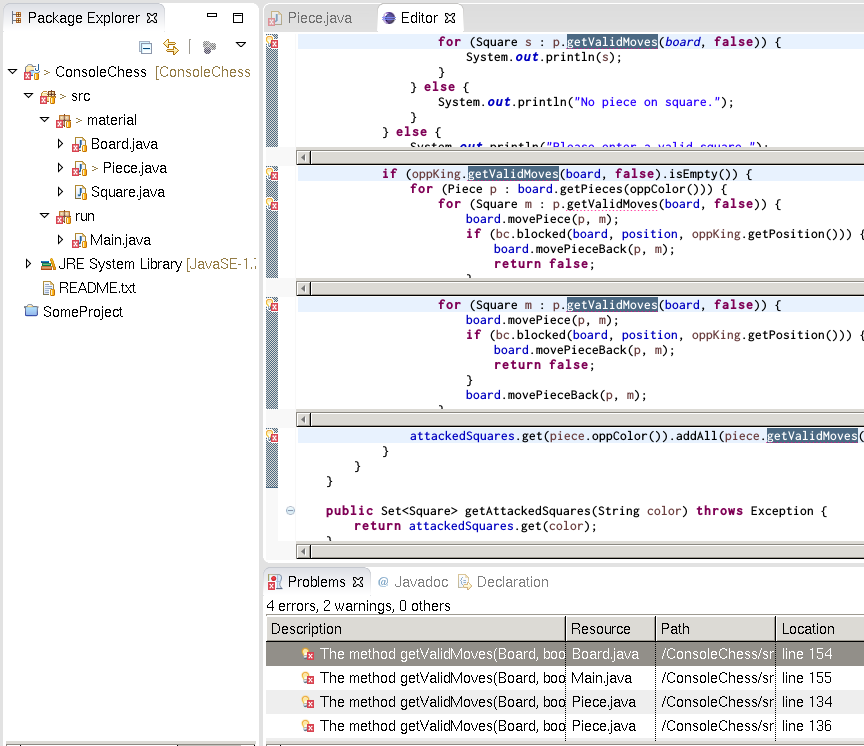 Package Explorer
> ConsoleChess [ConsoleChess
> src
> material
Board.java
> Piece.java
Square.java
run
Main.java
JRE System Library [JavaSE-1.
README.txt
SomeProject
Piece.java Editor
for (Square s : p.getValidMoves(board, false)) {
System.out.println(s);
}
} else {
System.out.println("No piece on square.");
}
} else {
System.out.println("Please enter a valid square.");
if (oppKing.getValidMoves(board, false).isEmpty()) {
for (Piece p : board.getPieces(oppColor())) {
for (Square m : p.getValidMoves(board, false)) {
board.movePiece(p, m);
if (bc.blocked(board, position, oppKing.getPosition())) {
board.movePieceBack(p, m);
return false;
}
for (Square m : p.getValidMoves(board, false)) {
board.movePiece(p, m);
if (bc.blocked(board, position, oppKing.getPosition())) {
board.movePieceBack(p, m);
return false;
}
board.movePieceBack(p, m);
}
attackedSquares.get(piece.oppColor()).addAll(piece.getValidMoves(
}
}
}
public Set<Square> getAttackedSquares(String color) throws Exception {
return attackedSquares.get(color);
}
Problems @ Javadoc Declaration
4 errors, 2 warnings, 0 others
Description Resource Path Location
The method getValidMoves(Board, boo Board.java /ConsoleChess/sr line 154
The method getValidMoves(Board, boo Main.java /ConsoleChess/sr line 155
The method getValidMoves(Board, boo Piece.java /ConsoleChess/sr line 134
The method getValidMoves(Board, boo Piece.java /ConsoleChess/sr line 136